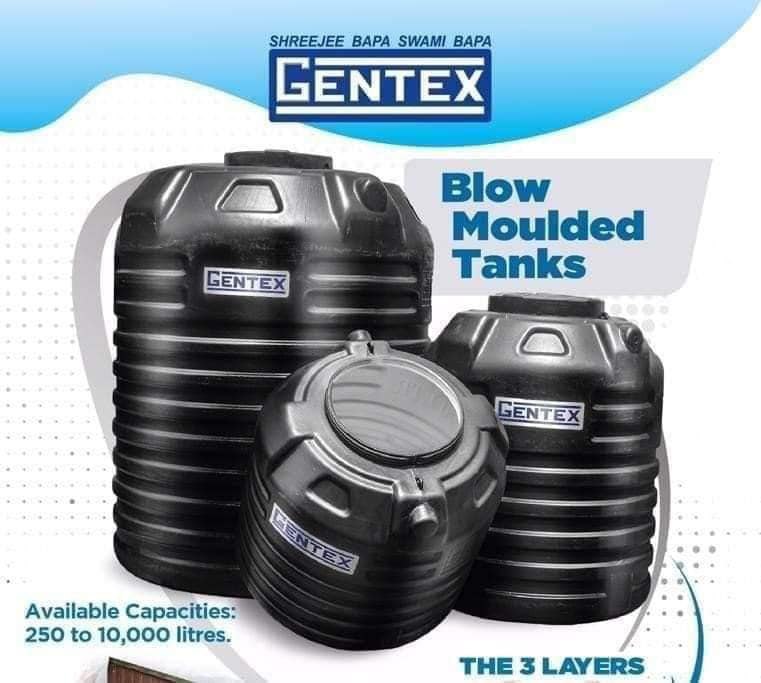 SHREEJEE BAPA SWAMI BAPA
GENTEX
Blow
Moulded
Tanks
GENTEX
GENTEX
GENTEX
Available Capacities:
250 to 10,000 litres.
THE 3 LAYERS